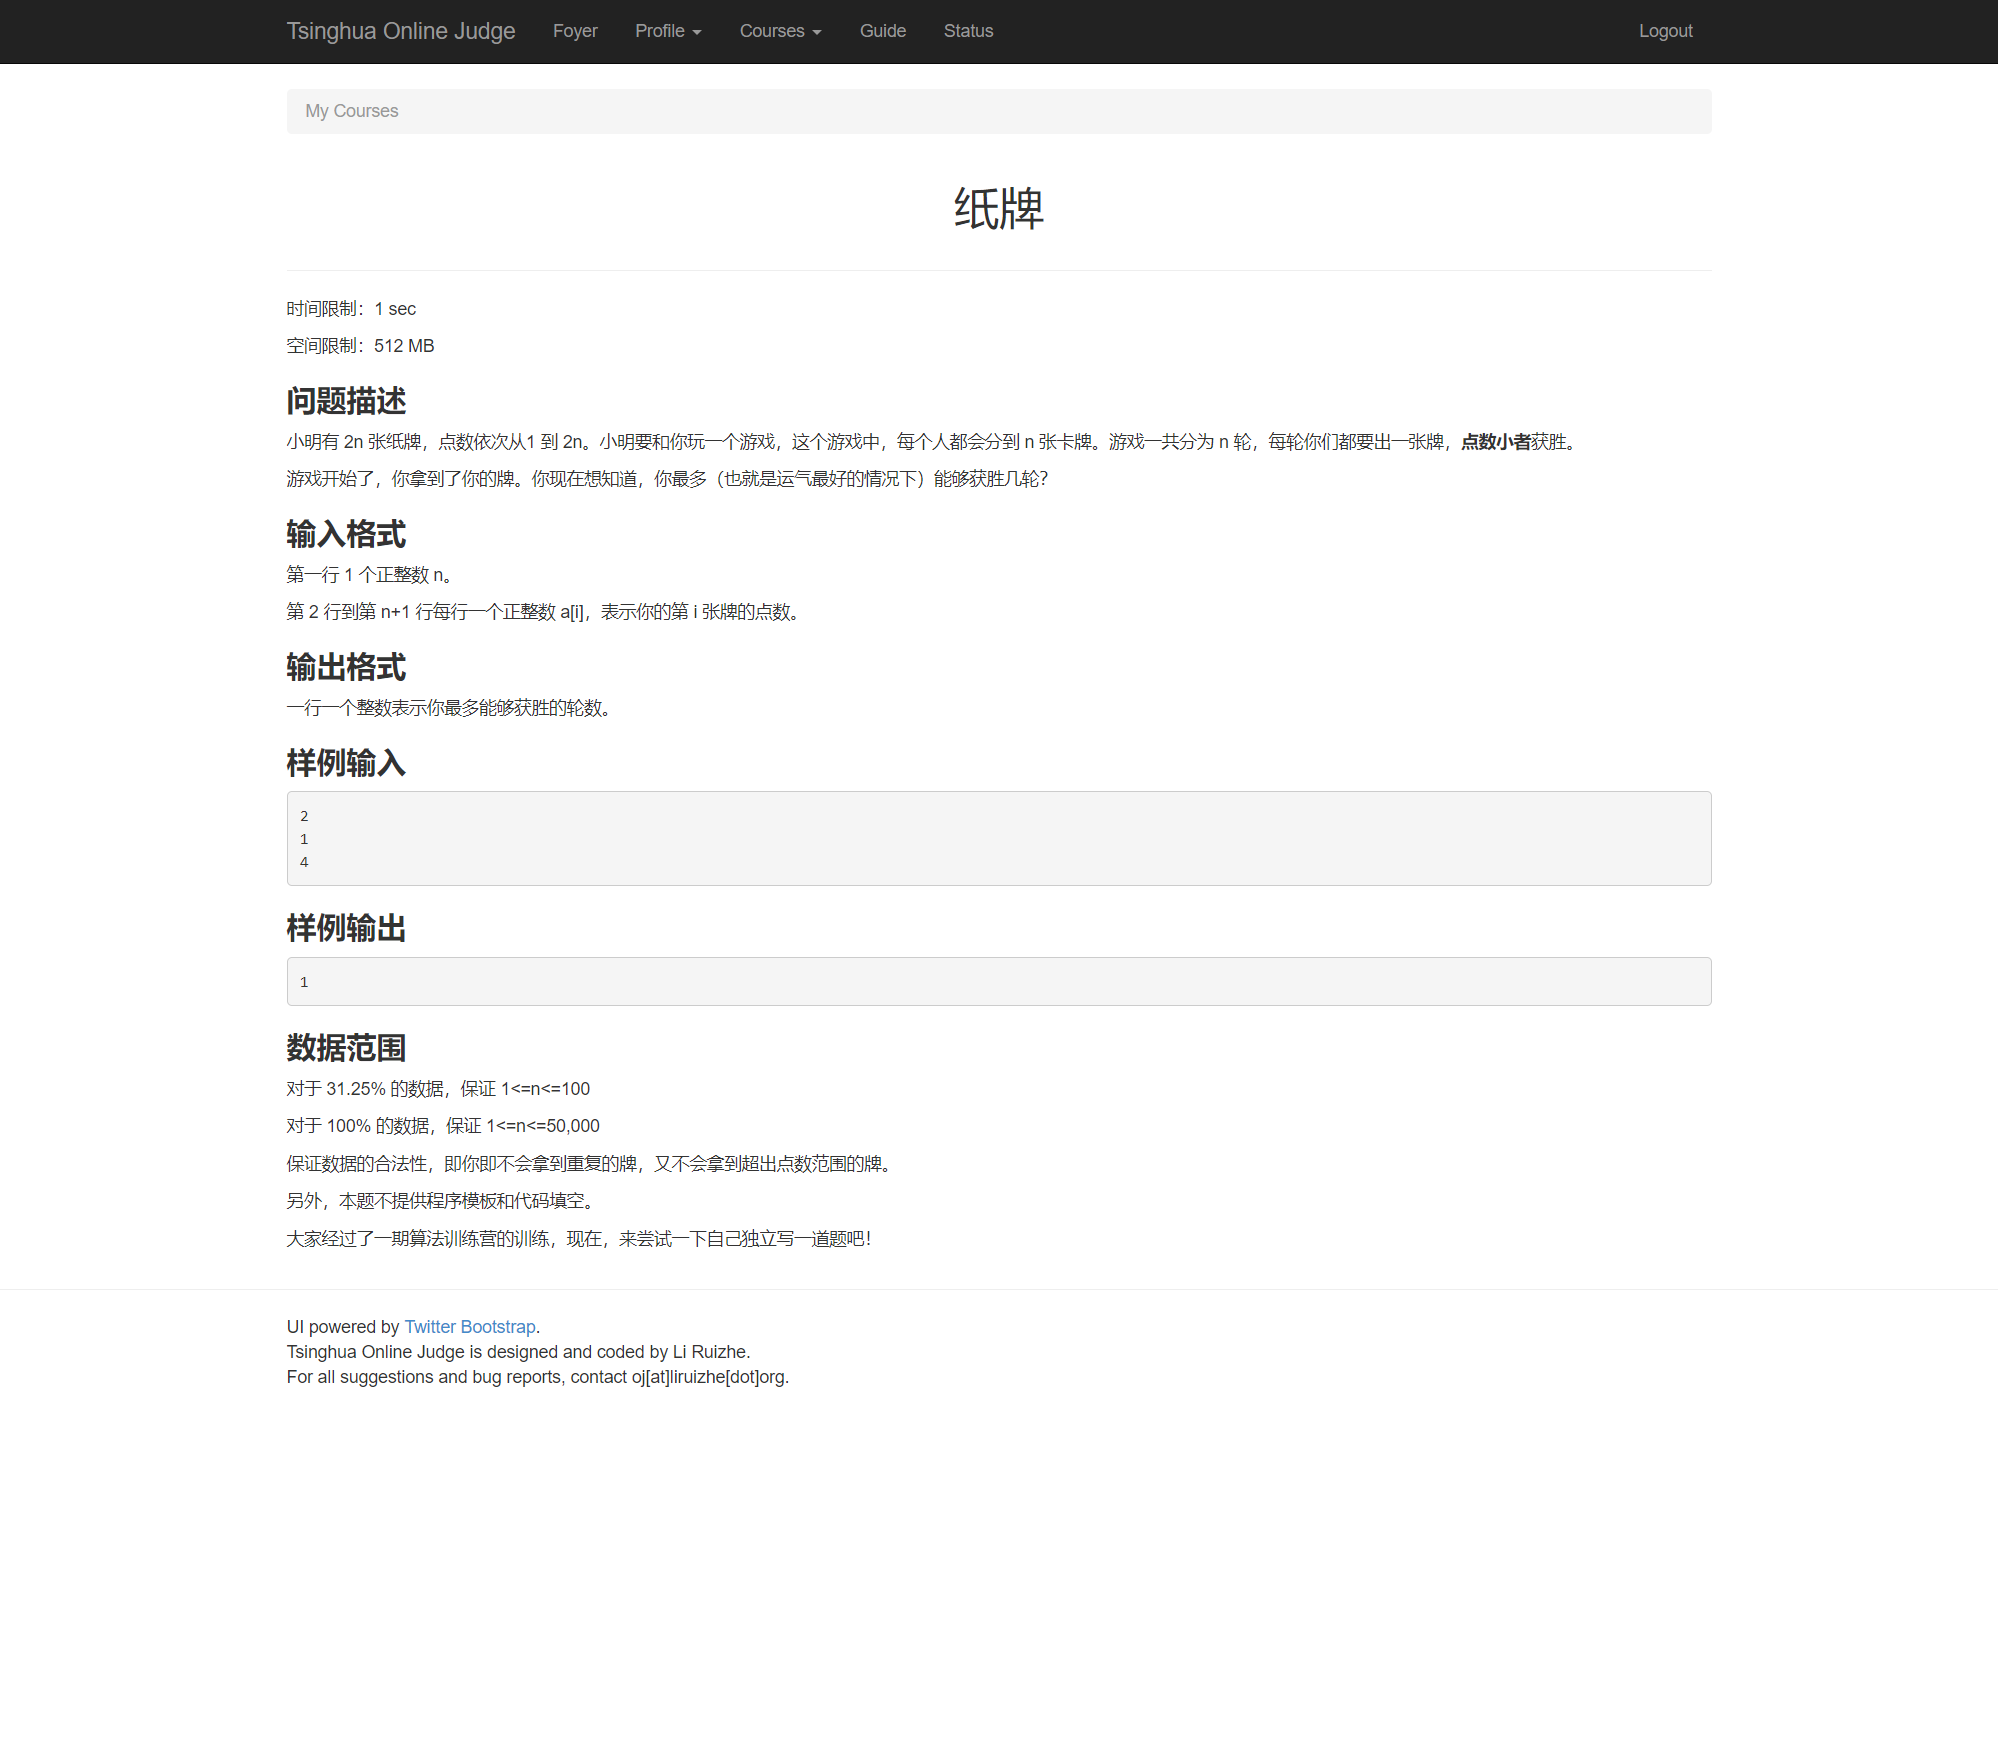 Tsinghua Online Judge Foyer Profile Courses Guide Status Logout
My Courses
纸牌
时间限制：1 sec
空间限制：512 MB
问题描述
小明有 2n 张纸牌，点数依次从1 到 2n。小明要和你玩一个游戏，这个游戏中，每个人都会分到 n 张卡牌。游戏一共分为 n 轮，每轮你们都要出一张牌，点数小者获胜。
游戏开始了，你拿到了你的牌。你现在想知道，你最多（也就是运气最好的情况下）能够获胜几轮？
输入格式
第一行 1 个正整数 n。
第 2 行到第 n+1 行每行一个正整数 a[i]，表示你的第 i 张牌的点数。
输出格式
一行一个整数表示你最多能够获胜的轮数。
样例输入
2
1
4
样例输出
1
数据范围
对于 31.25% 的数据，保证 1<=n<=100
对于 100% 的数据，保证 1<=n<=50,000
保证数据的合法性，即你即不会拿到重复的牌，又不会拿到超出点数范围的牌。
另外，本题不提供程序模板和代码填空。
大家经过了一期算法训练营的训练，现在，来尝试一下自己独立写一道题吧！
UI powered by Twitter Bootstrap.
Tsinghua Online Judge is designed and coded by Li Ruizhe.
For all suggestions and bug reports, contact oj[at]liruizhe[dot]org.